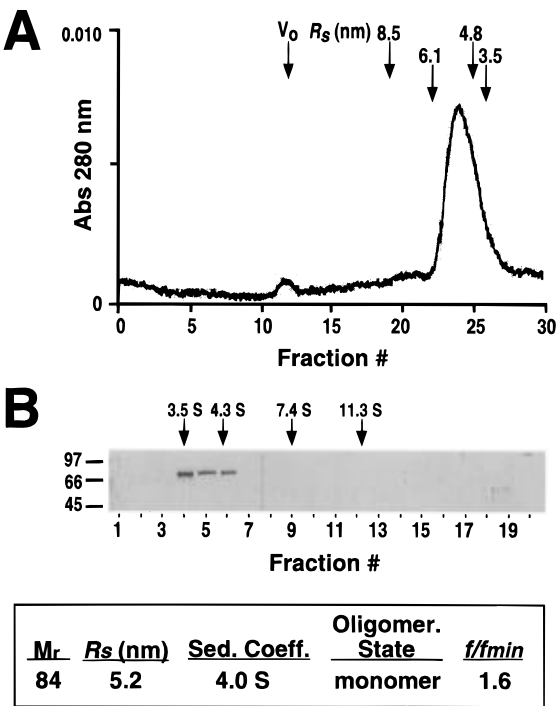 A
0.010
V₀ Rs (nm) 8.5
4.8
6.1
3.5
Abs 280 nm
0
0 5 10 15 20 25 30
Fraction #
B
3.5 S 4.3 S 7.4 S 11.3 S
97
66
45
1 3 5 7 9 11 13 15 17 19
Fraction #
Oligomer.
Mr Rs (nm) Sed. Coeff. State f/fmin
84 5.2 4.0 S monomer 1.6